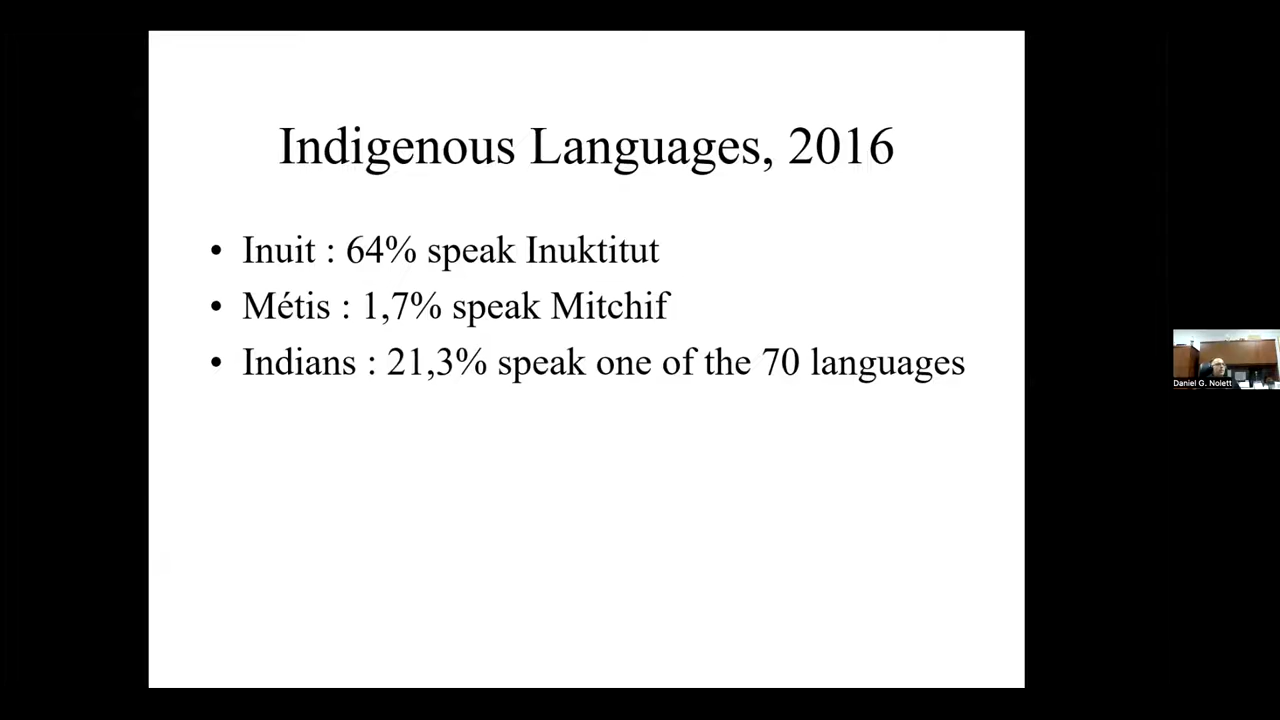 Indigenous Languages, 2016
• Inuit : 64% speak Inuktitut
• Métis : 1,7% speak Mitchif
• Indians : 21,3% speak one of the 70 languages
Daniel G. Nolett